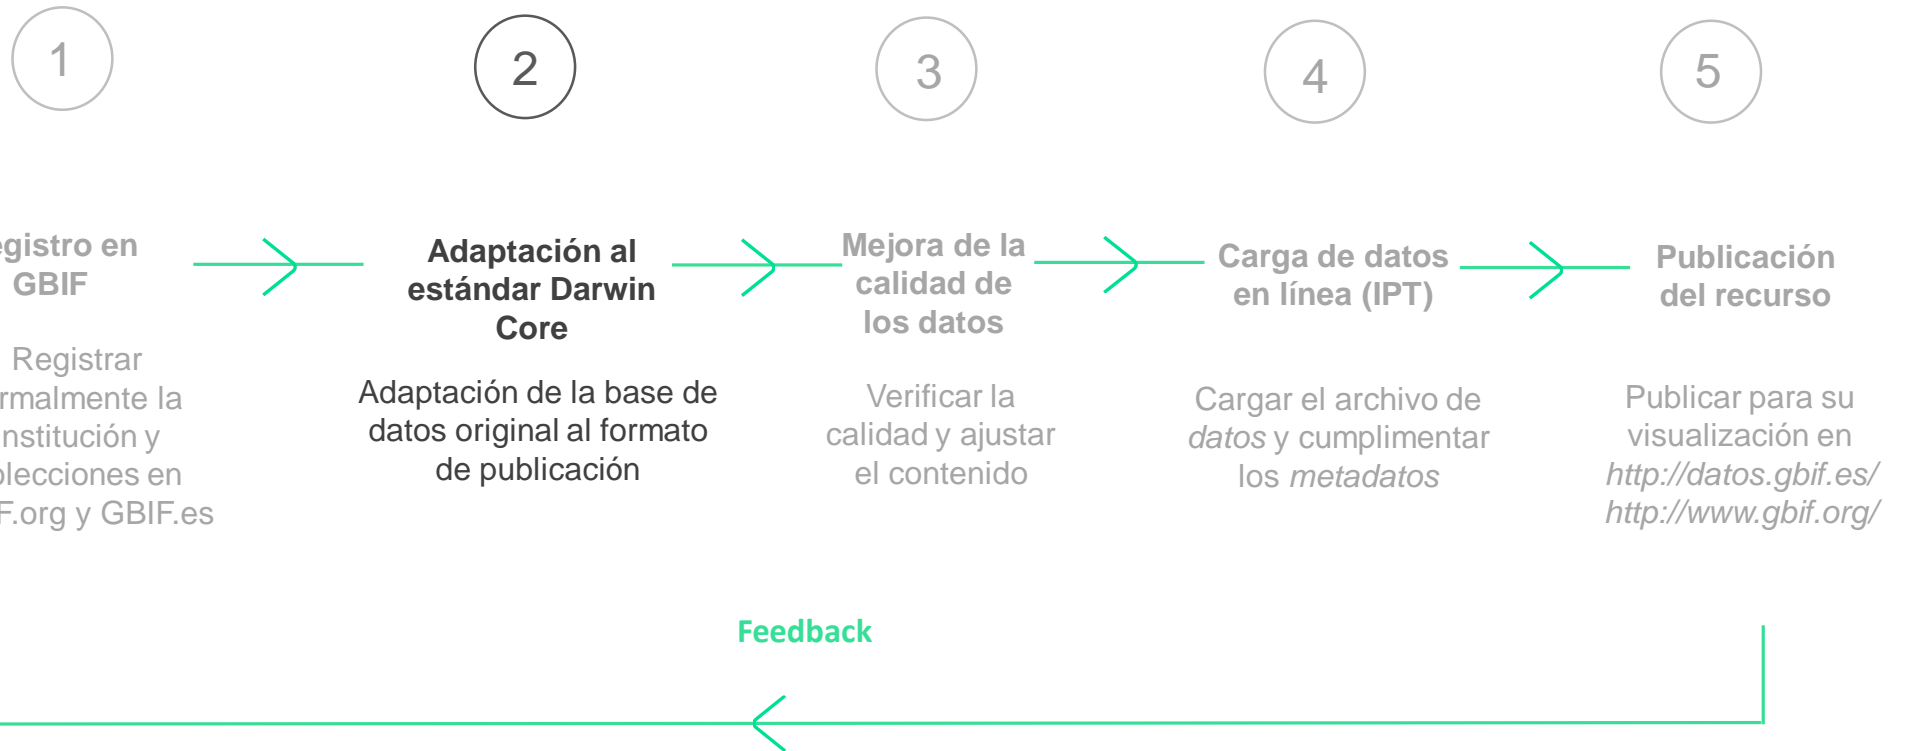 1
egistro en
GBIF
Registrar
rmalmente la
nstitución y
olecciones en
F.org y GBIF.es
2
Adaptación al
estándar Darwin
Core
Adaptación de la base de
datos original al formato
de publicación
3
Mejora de la
calidad de
los datos
Verificar la
calidad y ajustar
el contenido
4
Carga de datos
en línea (IPT)
Cargar el archivo de
datos y cumplimentar
los metadatos
5
Publicación
del recurso
Publicar para su
visualización en
http://datos.gbif.es/
http://www.gbif.org/
Feedback